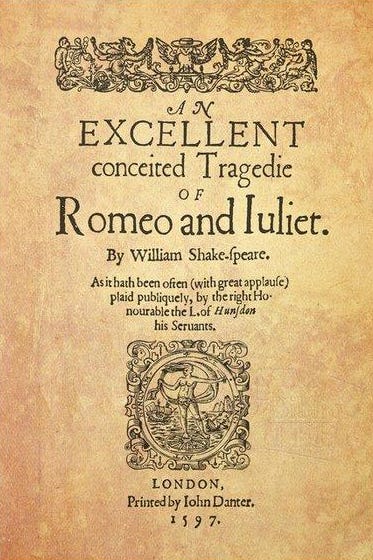 AN
EXCELLENT
conceited Tragedie
OF
Romeo and Iuliet.
By William Shake-ſpeare.
As it hath been often (with great applauſe)
plaid publiquely, by the right Ho-
nourable the L. of Hunſdon
his Seruants.
LONDON,
Printed by Iohn Danter.
1597.